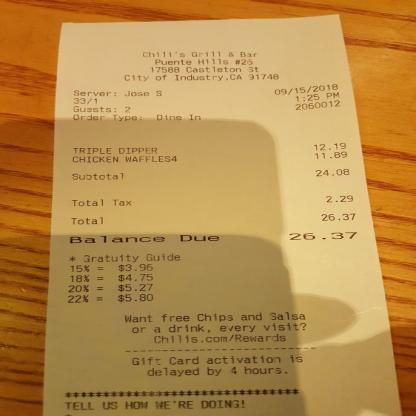 Chili's Grill & Bar
Puente Hills #26
17588 Castleton St
City of Industry,CA 91748
Server: Jose S 09/15/2018
33/1 1:25 PM
Guests: 2 2060012
Order Type: Dine In
TRIPLE DIPPER 12.19
CHICKEN WAFFLES4 11.89
Subtotal 24.08
Total Tax 2.29
Total 26.37
Balance Due 26.37
* Gratuity Guide
15% = $3.96
18% = $4.75
20% = $5.27
22% = $5.80
Want free Chips and Salsa
or a drink, every visit?
Chilis.com/Rewards
--------------------------
Gift Card activation is
delayed by 4 hours.
********************************
TELL US HOW WE'RE DOING!